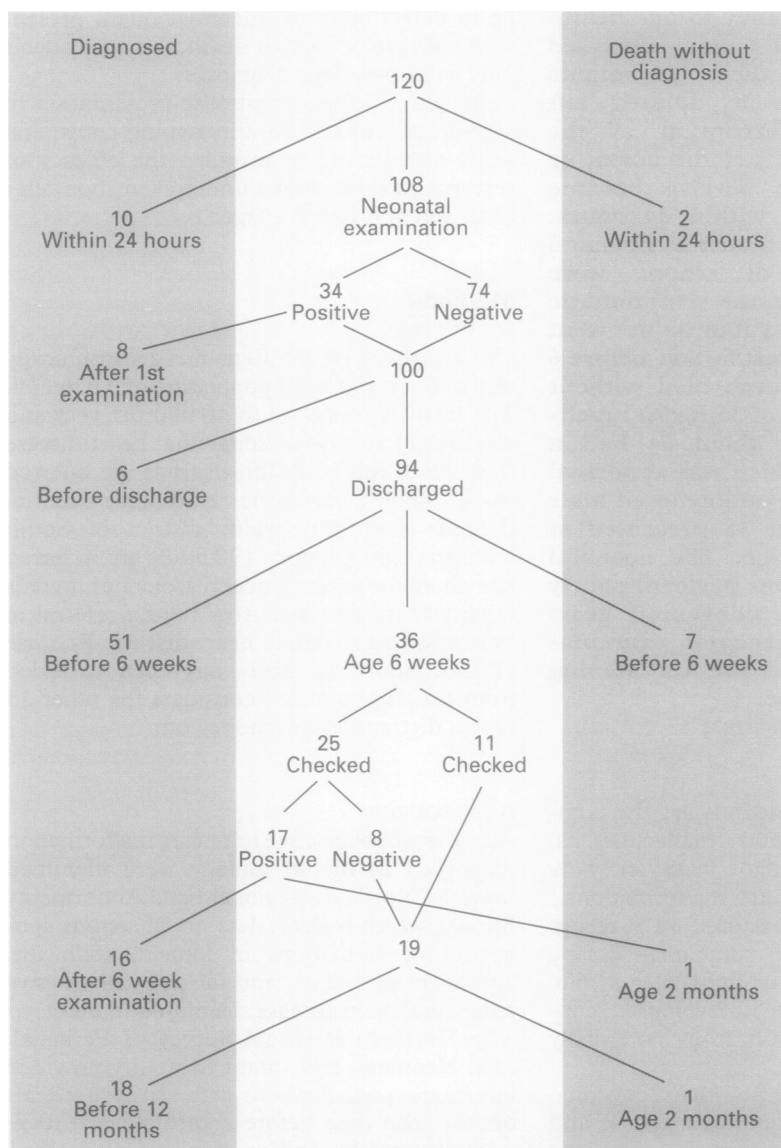 Diagnosed
Death without
diagnosis
120
10
Within 24 hours
108
Neonatal
examination
2
Within 24 hours
34
Positive
74
Negative
8
After 1st
examination
100
6
Before discharge
94
Discharged
51
Before 6 weeks
36
Age 6 weeks
7
Before 6 weeks
25
Checked
11
Checked
17
Positive
8
Negative
16
After 6 week
examination
19
1
Age 2 months
18
Before 12
months
1
Age 2 months